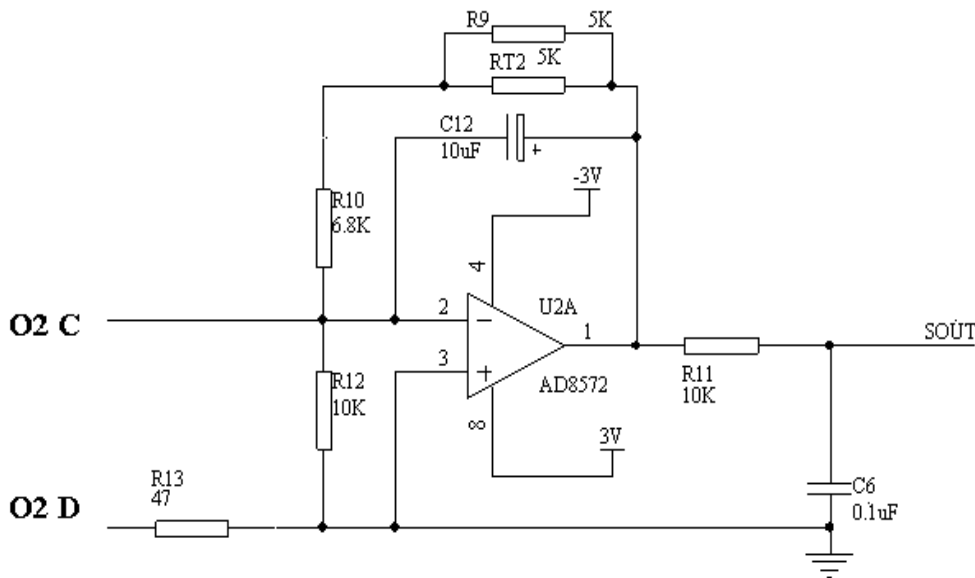 R9
5K
5K
RT2
C12
10uF
+
-3V
R10
6.8K
4
O2 C
2
U2A
1
SOUT
3
R12
10K
AD8572
R11
10K
8
3V
R13
47
O2 D
C6
0.1uF